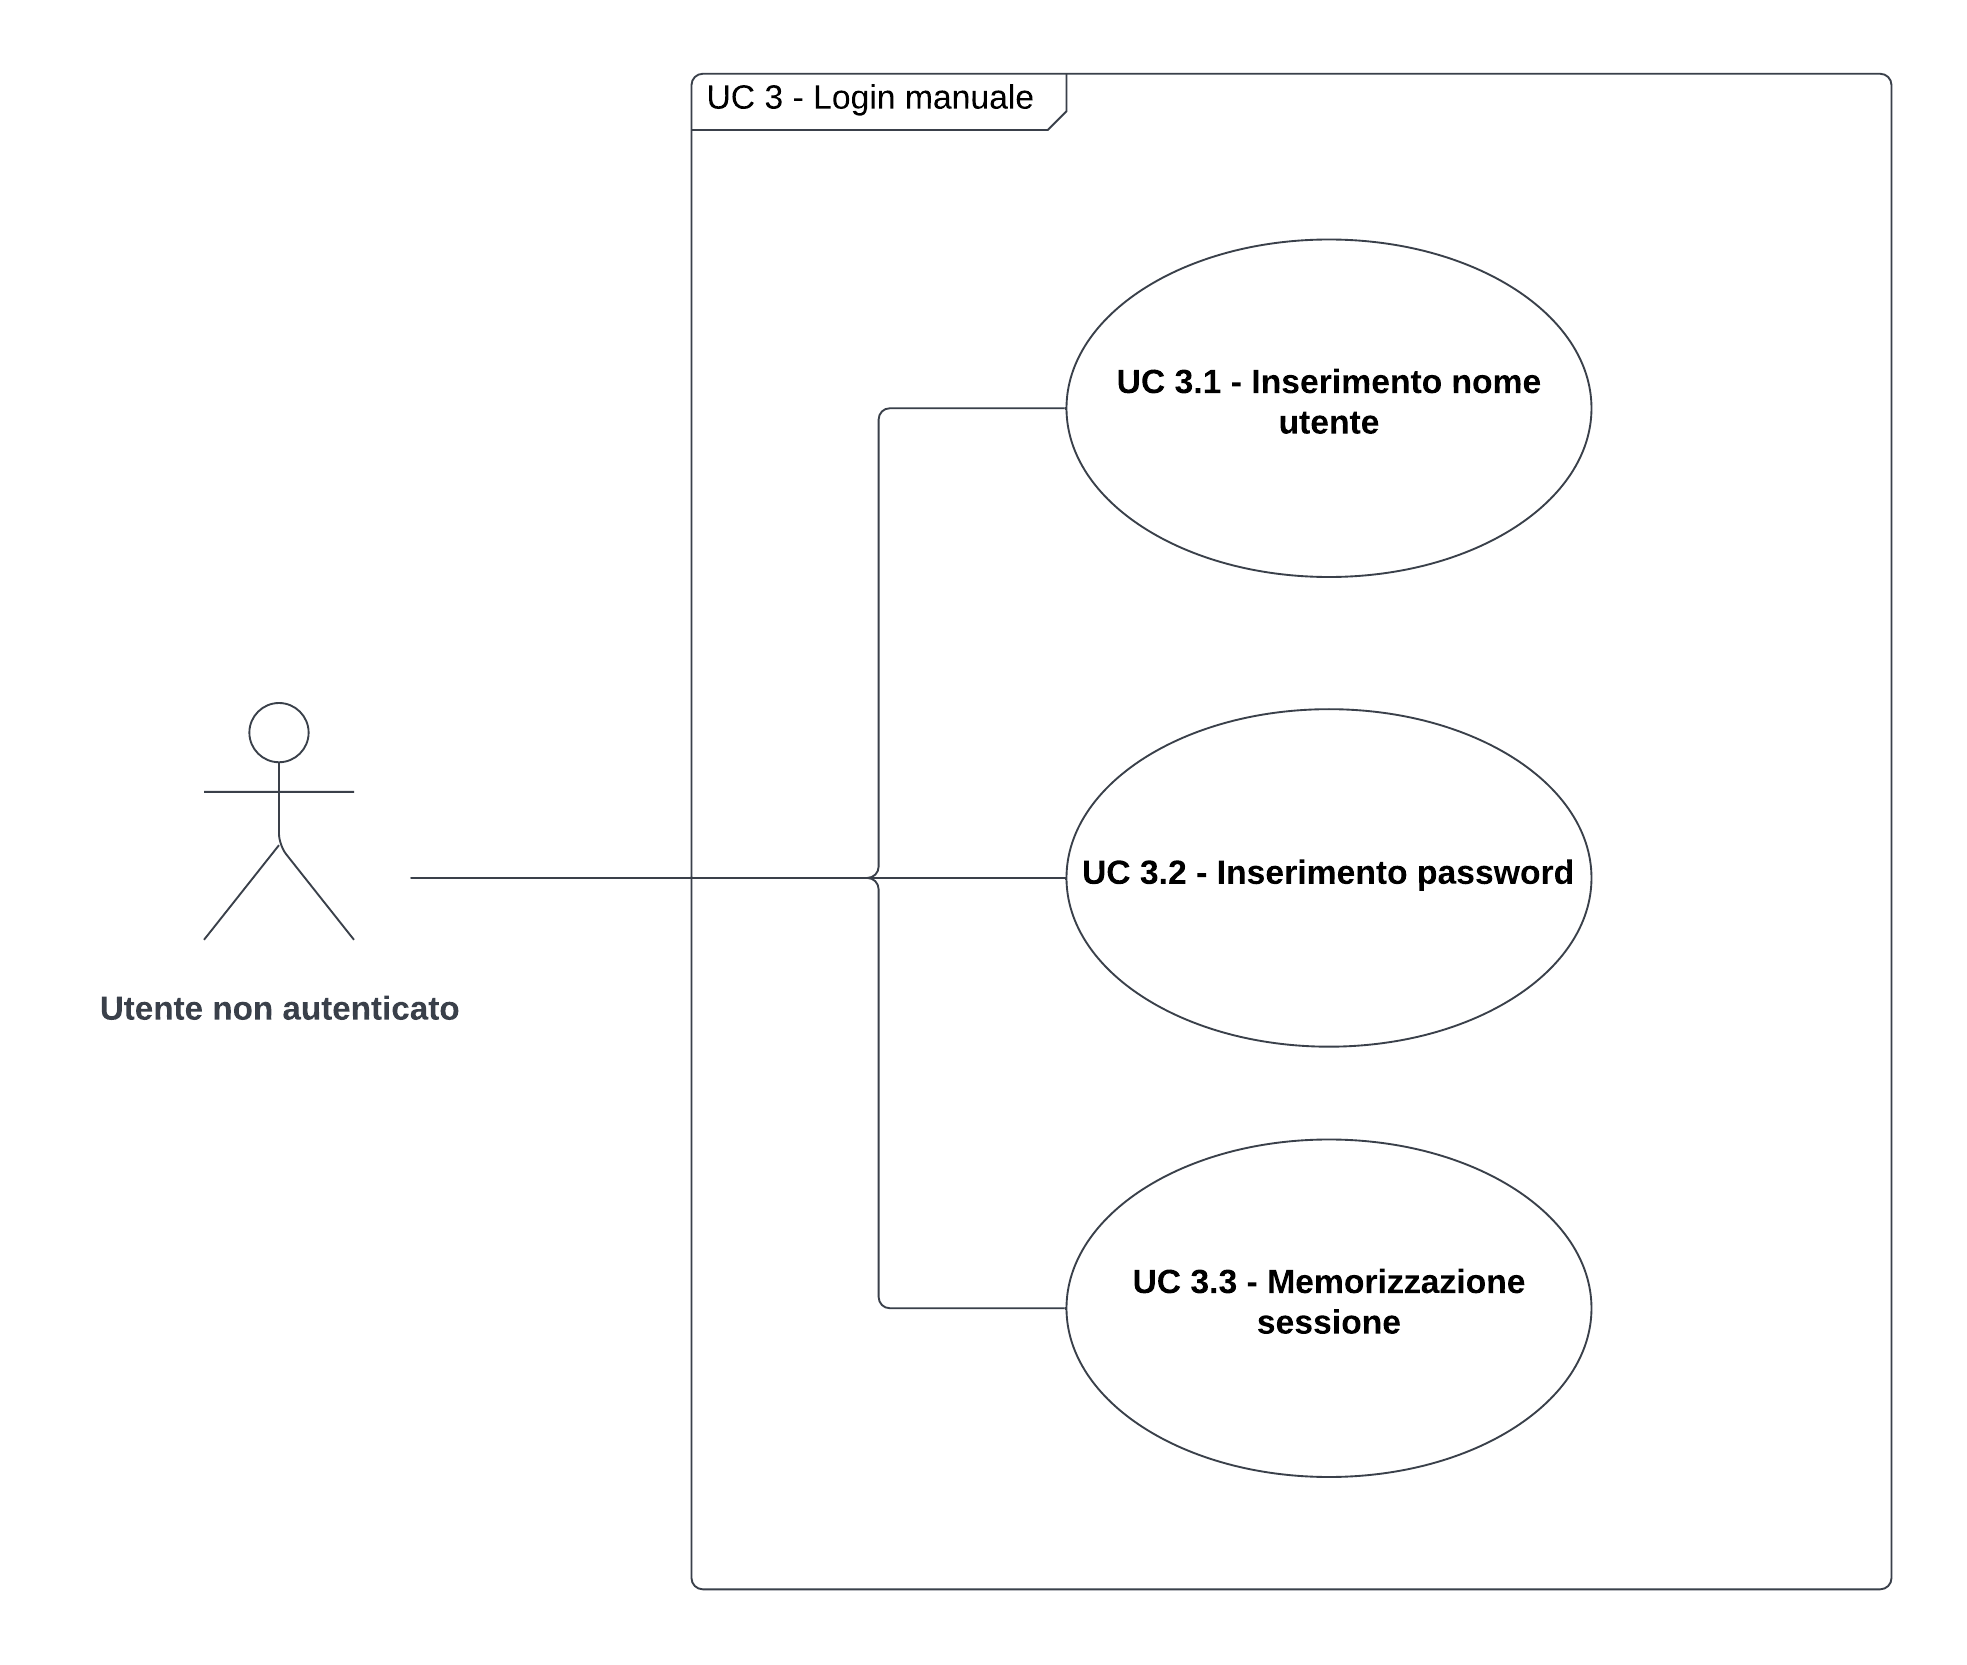 UC 3 - Login manuale
UC 3.1 - Inserimento nome
utente
UC 3.2 - Inserimento password
Utente non autenticato
UC 3.3 - Memorizzazione
sessione